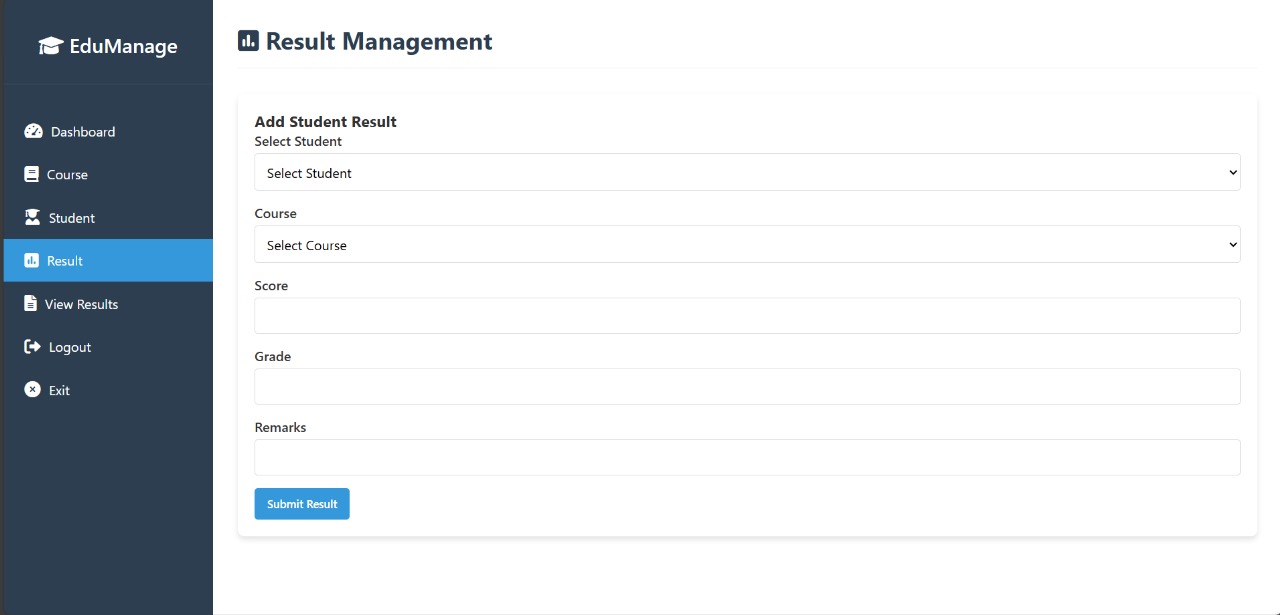 EduManage
Dashboard
Course
Student
Result
View Results
Logout
Exit
Result Management
Add Student Result
Select Student
Select Student
Course
Select Course
Score
Grade
Remarks
Submit Result